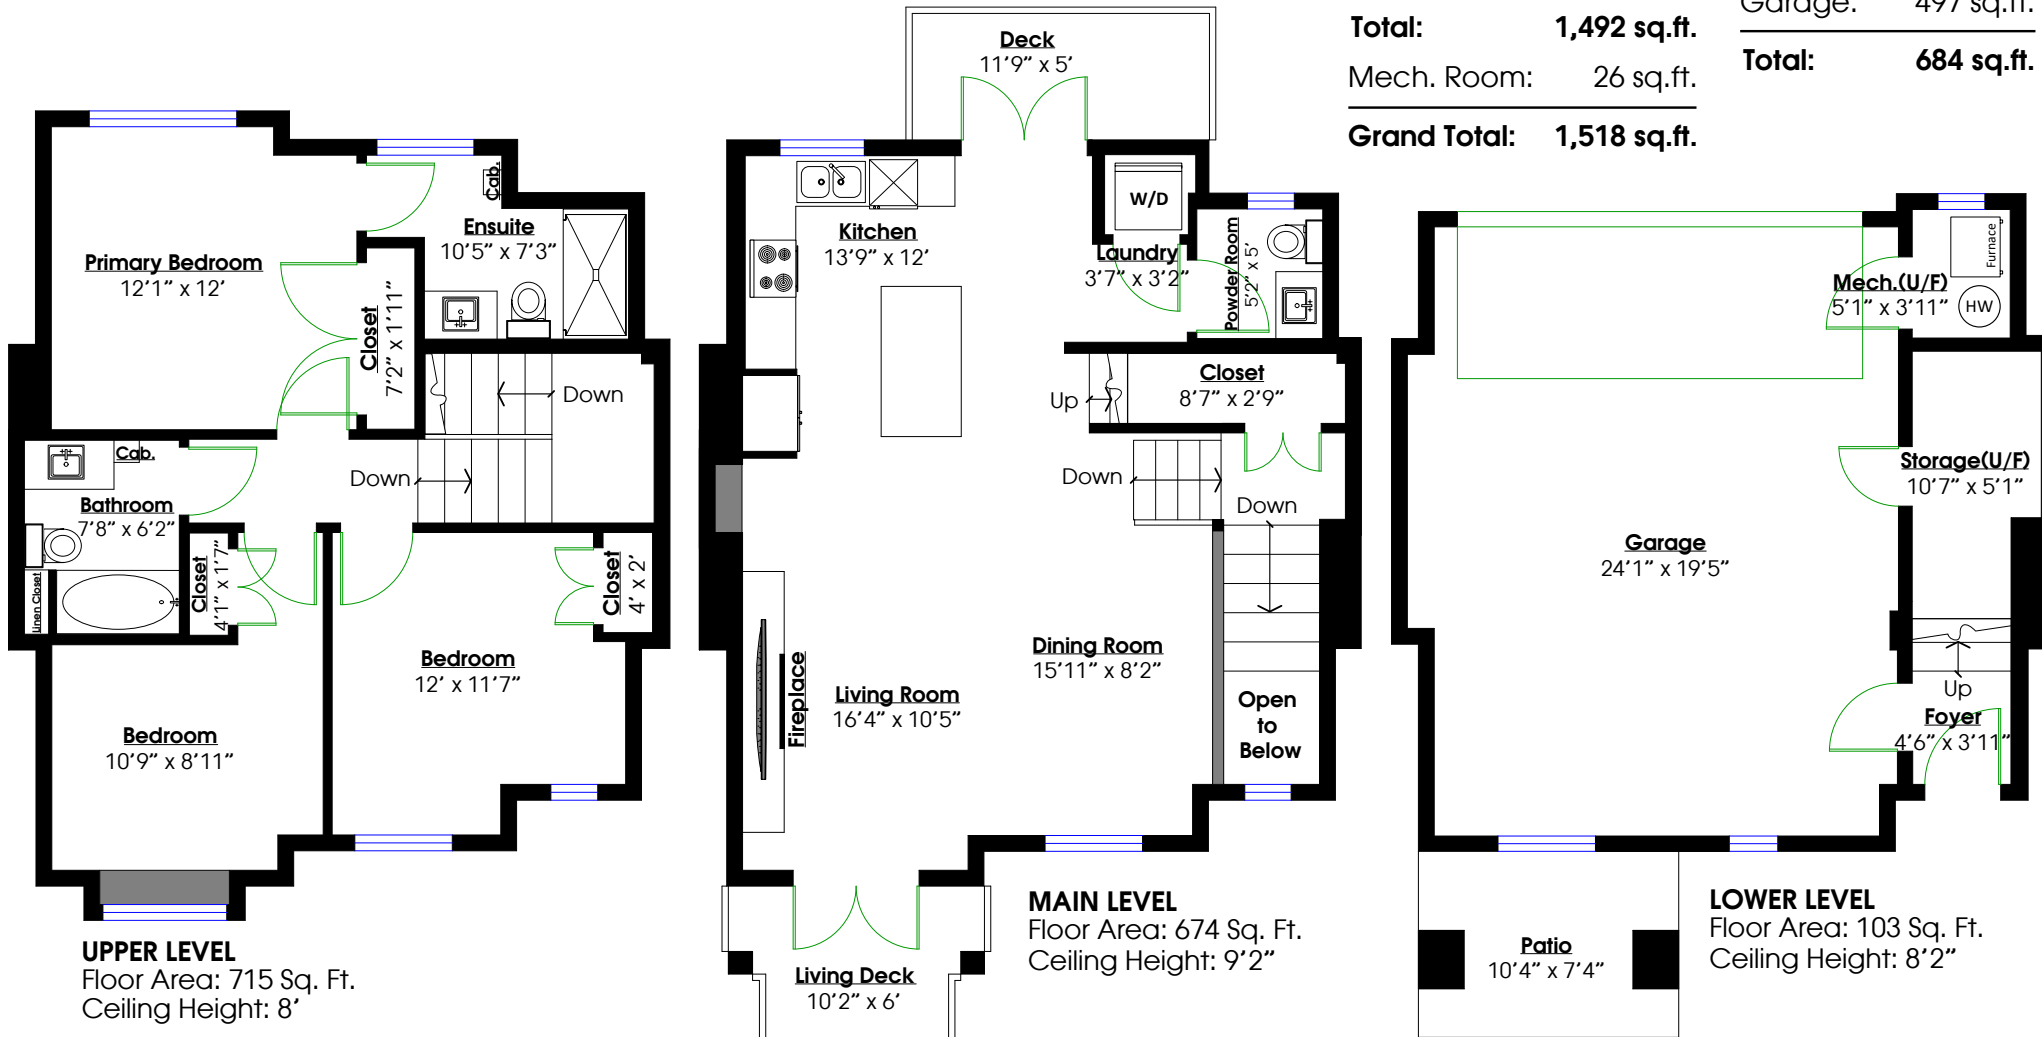 Total: 1,492 sq.ft.
Mech. Room: 26 sq.ft.
Grand Total: 1,518 sq.ft.
Garage: 497 sq.ft.
Total: 684 sq.ft.
Primary Bedroom
12'1" x 12'
Cab.
Ensuite
10'5" x 7'3"
Closet
7'2" x 1'11"
Down
Down
Cab.
Bathroom
7'8" x 6'2"
Linen Closet
Closet
4'1" x 1'7"
Closet
4' x 2'
Bedroom
12' x 11'7"
Bedroom
10'9" x 8'11"
UPPER LEVEL
Floor Area: 715 Sq. Ft.
Ceiling Height: 8'
Deck
11'9" x 5'
Kitchen
13'9" x 12'
W/D
Laundry
3'7" x 3'2"
Powder Room
5'2" x 5'
Closet
8'7" x 2'9"
Up
Down
Down
Dining Room
15'11" x 8'2"
Living Room
16'4" x 10'5"
Fireplace
Open
to
Below
Living Deck
10'2" x 6'
MAIN LEVEL
Floor Area: 674 Sq. Ft.
Ceiling Height: 9'2"
Furnace
Mech.(U/F)
5'1" x 3'11"
HW
Storage(U/F)
10'7" x 5'1"
Garage
24'1" x 19'5"
Up
Foyer
4'6" x 3'11"
Patio
10'4" x 7'4"
LOWER LEVEL
Floor Area: 103 Sq. Ft.
Ceiling Height: 8'2"